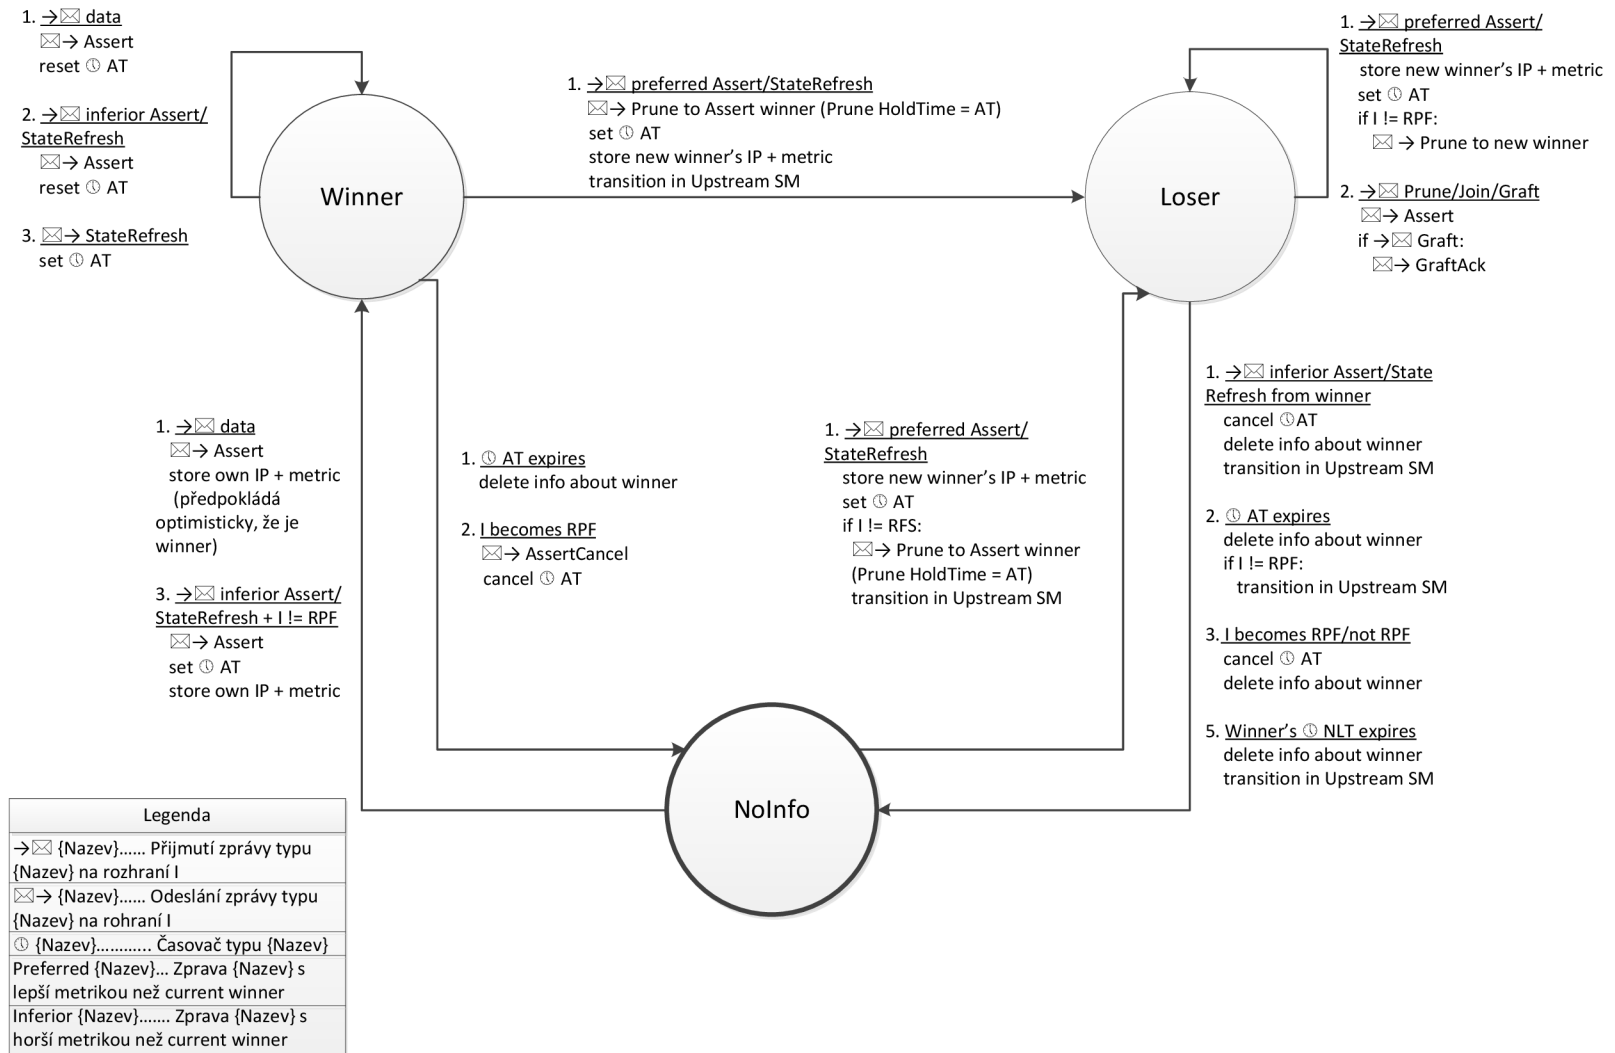 1. →✉ data
✉→ Assert
reset 🕔 AT
2. →✉ inferior Assert/
StateRefresh
✉→ Assert
reset 🕔 AT
3. ✉→ StateRefresh
set 🕔 AT
Winner
1. →✉ preferred Assert/StateRefresh
✉→ Prune to Assert winner (Prune HoldTime = AT)
set 🕔 AT
store new winner’s IP + metric
transition in Upstream SM
Loser
1. →✉ preferred Assert/
StateRefresh
store new winner’s IP + metric
set 🕔 AT
if I != RPF:
✉ → Prune to new winner
2. →✉ Prune/Join/Graft
✉→ Assert
if →✉ Graft:
✉→ GraftAck
1. →✉ data
✉→ Assert
store own IP + metric
(předpokládá
optimisticky, že je
winner)
3. →✉ inferior Assert/
StateRefresh + I != RPF
✉→ Assert
set 🕔 AT
store own IP + metric
1. 🕔 AT expires
delete info about winner
2. I becomes RPF
✉→ AssertCancel
cancel 🕔 AT
1. →✉ preferred Assert/
StateRefresh
store new winner’s IP + metric
set 🕔 AT
if I != RFS:
✉→ Prune to Assert winner
(Prune HoldTime = AT)
transition in Upstream SM
1. →✉ inferior Assert/State
Refresh from winner
cancel 🕔AT
delete info about winner
transition in Upstream SM
2. 🕔 AT expires
delete info about winner
if I != RPF:
transition in Upstream SM
3. I becomes RPF/not RPF
cancel 🕔 AT
delete info about winner
5. Winner’s 🕔 NLT expires
delete info about winner
transition in Upstream SM
NoInfo
Legenda
→✉ {Nazev}...... Přijmutí zprávy typu
{Nazev} na rozhraní I
✉→ {Nazev}...... Odeslání zprávy typu
{Nazev} na rohraní I
🕔 {Nazev}............ Časovač typu {Nazev}
Preferred {Nazev}... Zprava {Nazev} s
lepší metrikou než current winner
Inferior {Nazev}....... Zprava {Nazev} s
horší metrikou než current winner